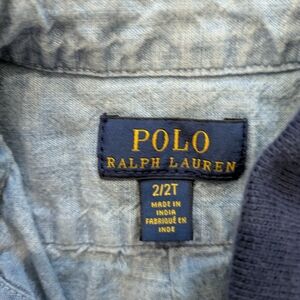 POLO
RALPH LAUREN
2/2T
MADE IN
INDIA
FABRIQUÉ EN
INDE